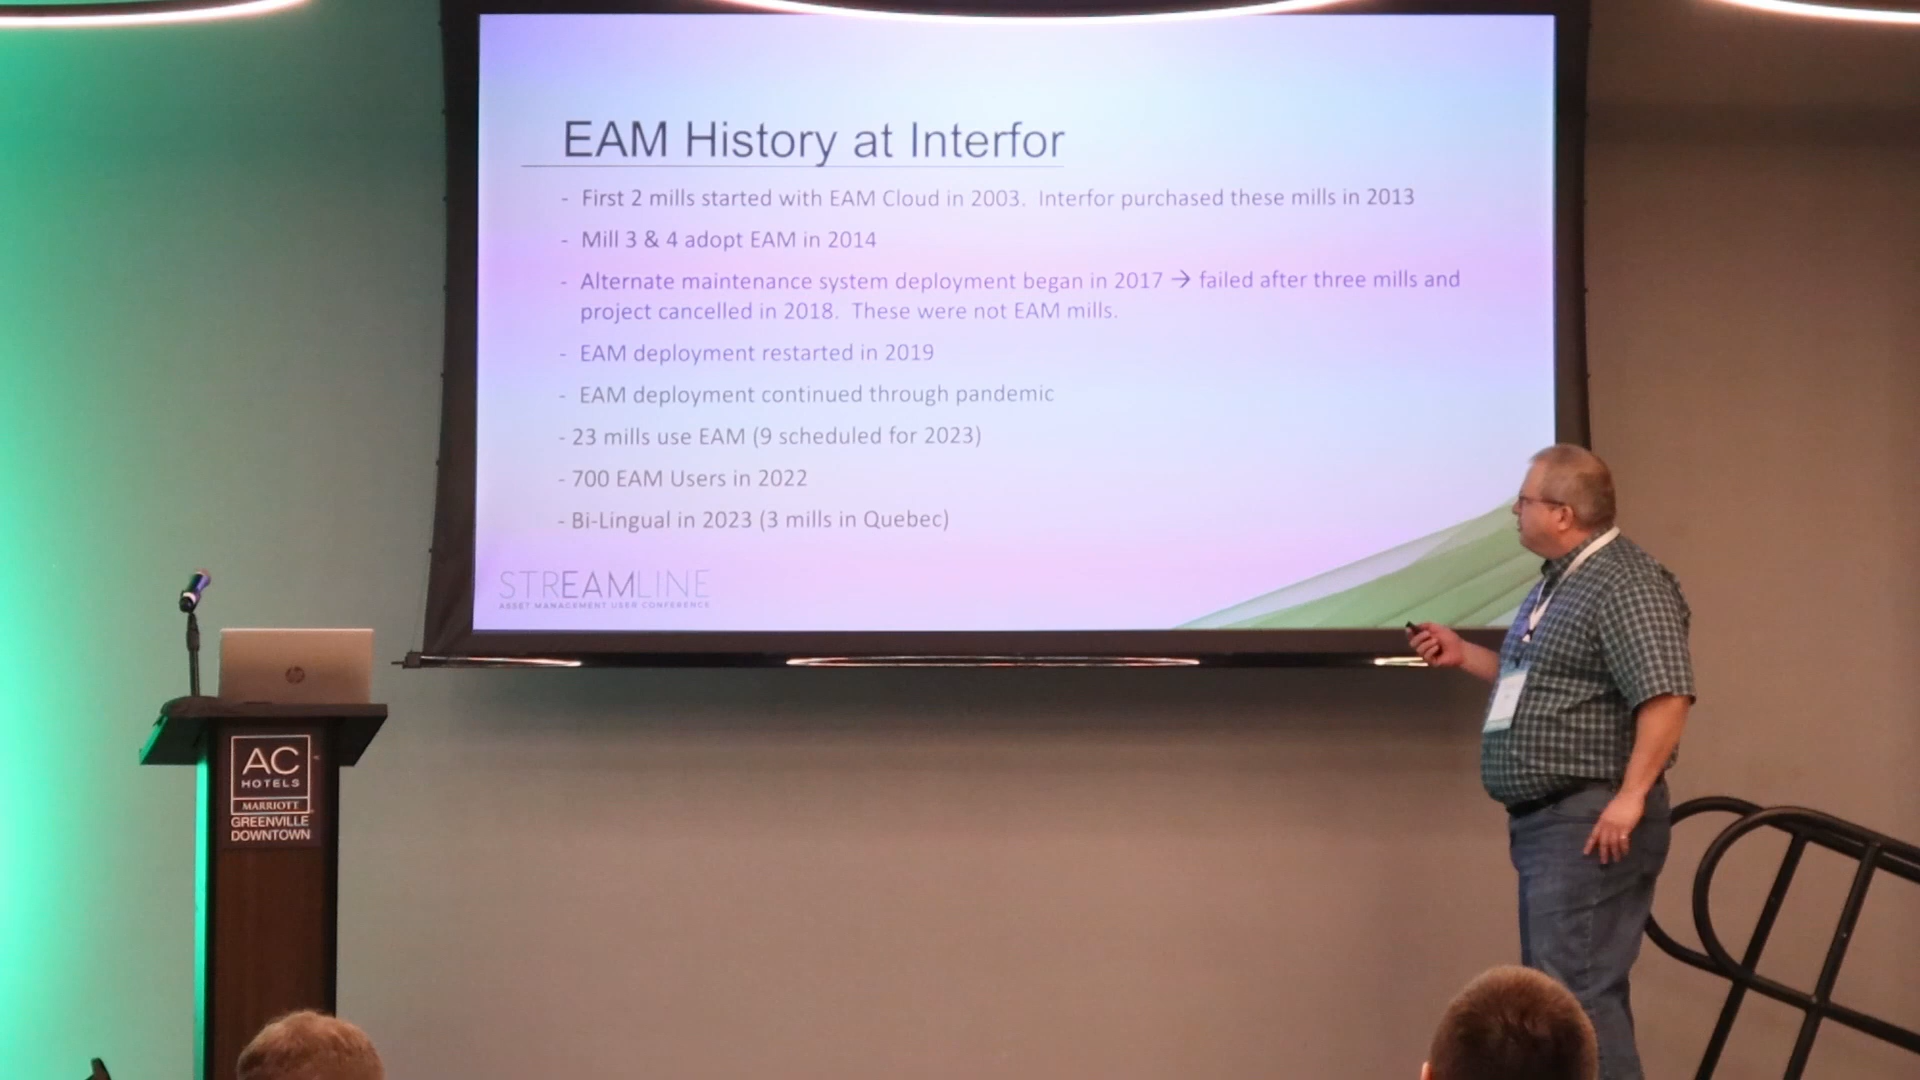 EAM History at Interfor
- First 2 mills started with EAM Cloud in 2003. Interfor purchased these mills in 2013
- Mill 3 & 4 adopt EAM in 2014
- Alternate maintenance system deployment began in 2017 → failed after three mills and
project cancelled in 2018. These were not EAM mills.
- EAM deployment restarted in 2019
- EAM deployment continued through pandemic
- 23 mills use EAM (9 scheduled for 2023)
- 700 EAM Users in 2022
- Bi-Lingual in 2023 (3 mills in Quebec)
STREAMLINE
ASSET MANAGEMENT USER CONFERENCE
hp
AC
HOTELS
MARRIOTT
GREENVILLE
DOWNTOWN